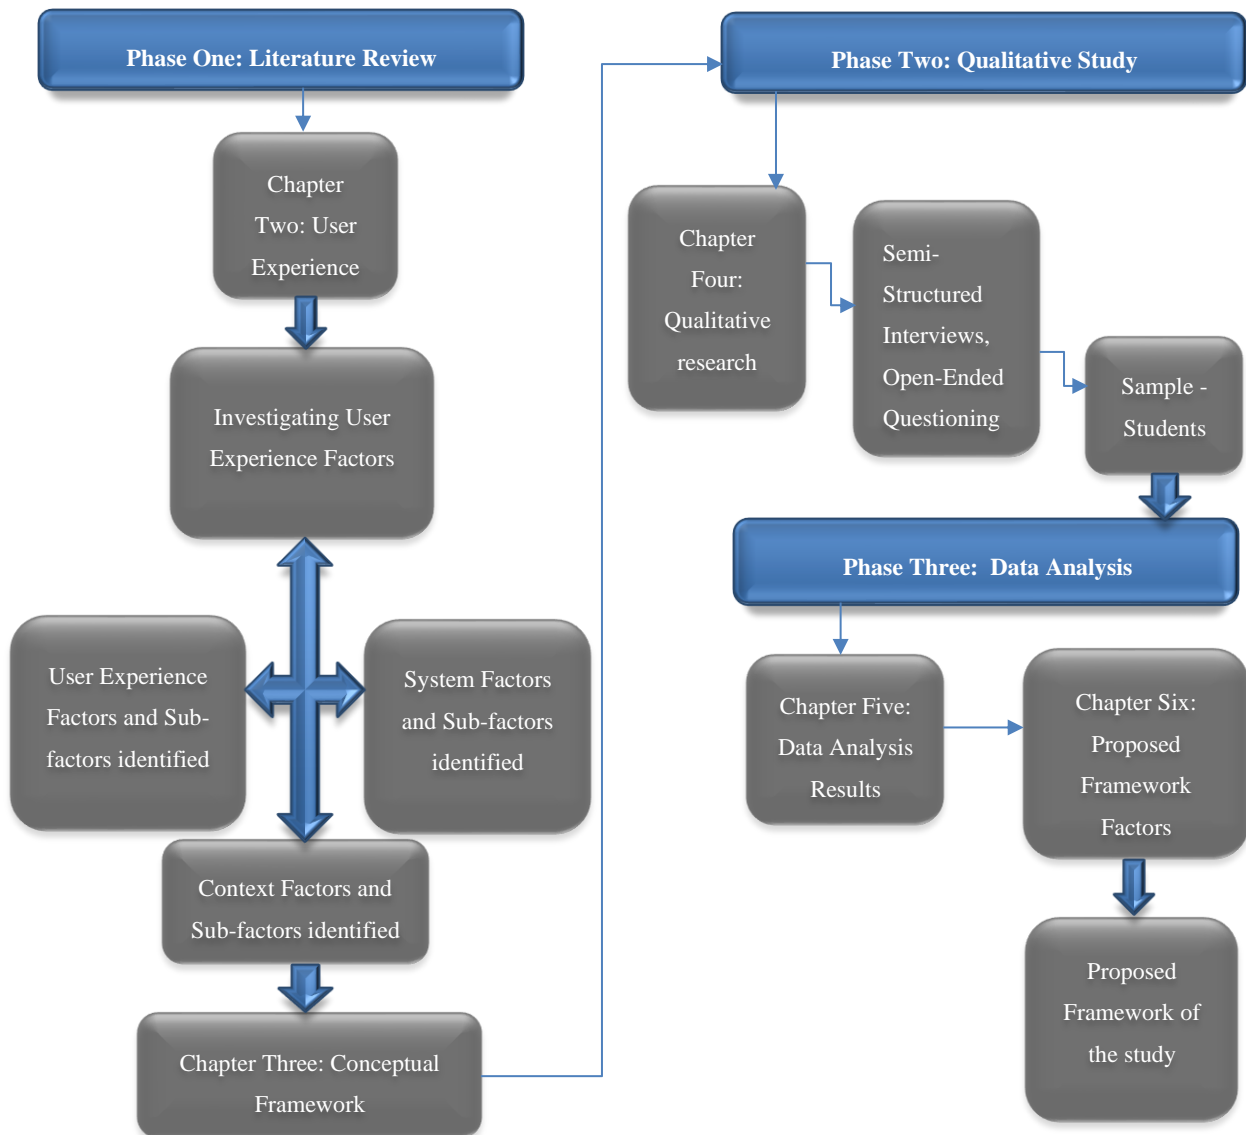 Phase One: Literature Review
Chapter
Two: User
Experience
Investigating User
Experience Factors
User Experience
Factors and Sub-
factors identified
System Factors
and Sub-factors
identified
Context Factors and
Sub-factors identified
Chapter Three: Conceptual
Framework
Phase Two: Qualitative Study
Chapter
Four:
Qualitative
research
Semi-
Structured
Interviews,
Open-Ended
Questioning
Sample -
Students
Phase Three:  Data Analysis
Chapter Five:
Data Analysis
Results
Chapter Six:
Proposed
Framework
Factors
Proposed
Framework of
the study